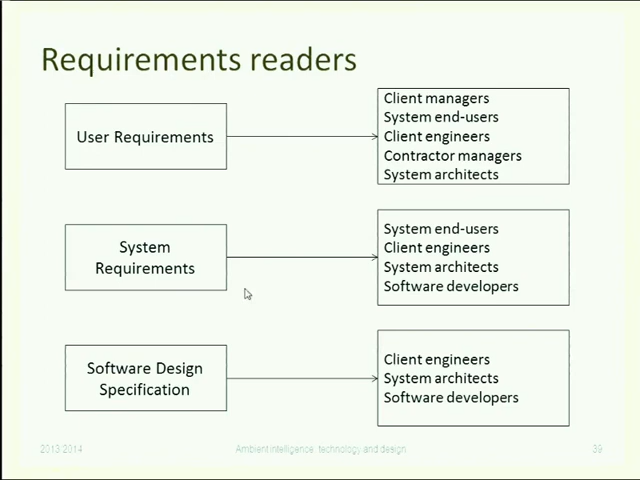 Requirements readers
User Requirements
Client managers
System end-users
Client engineers
Contractor managers
System architects
System
Requirements
System end-users
Client engineers
System architects
Software developers
Software Design
Specification
Client engineers
System architects
Software developers
2013/2014
Ambient intelligence: technology and design
39